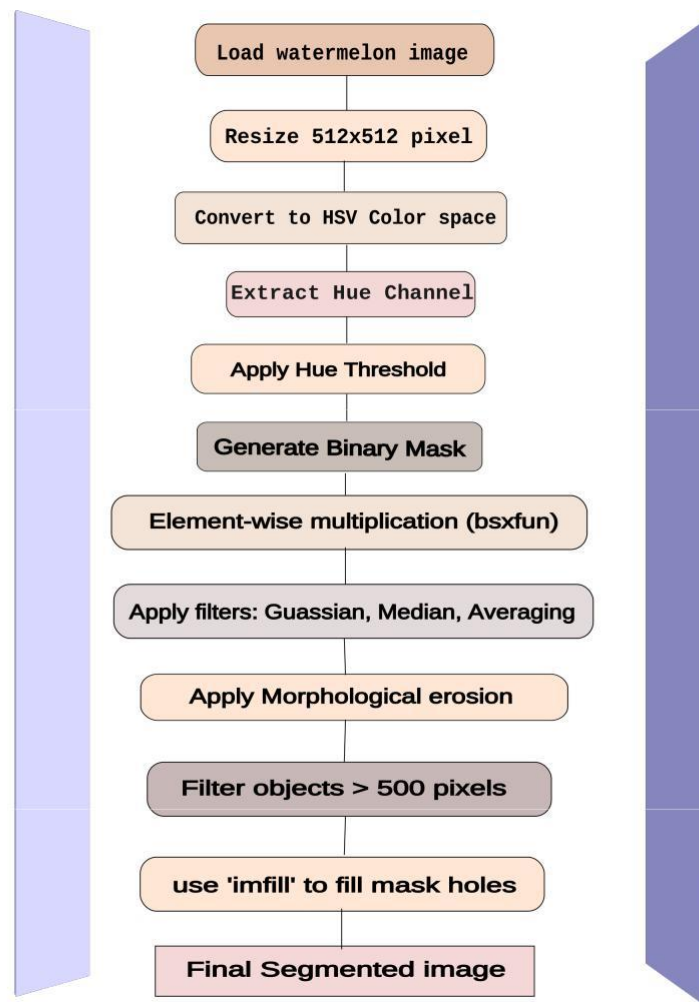 Load watermelon image
Resize 512x512 pixel
Convert to HSV Color space
Extract Hue Channel
Apply Hue Threshold
Generate Binary Mask
Element-wise multiplication (bsxfun)
Apply filters: Guassian, Median, Averaging
Apply Morphological erosion
Filter objects > 500 pixels
use 'imfill' to fill mask holes
Final Segmented image